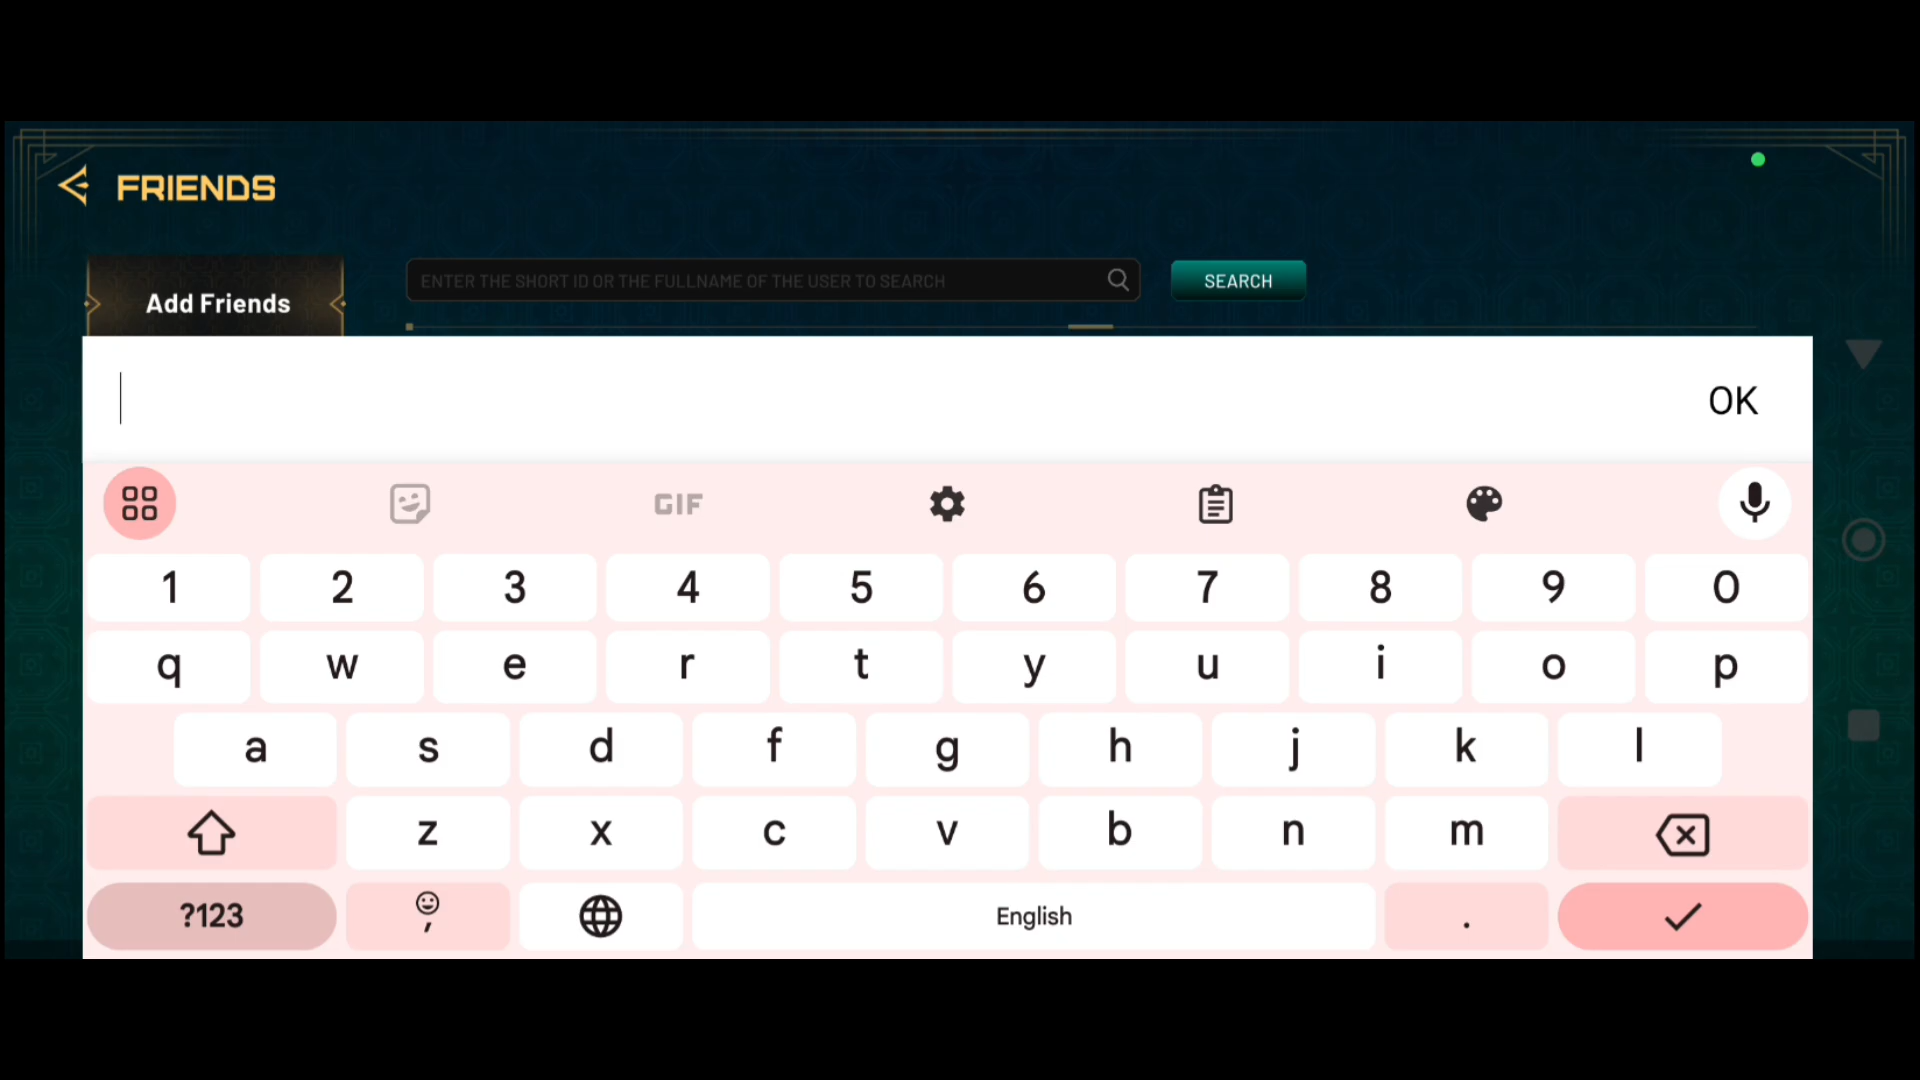 FRIENDS
Add Friends
ENTER THE SHORT ID OR THE FULLNAME OF THE USER TO SEARCH
SEARCH
OK
GIF
1 2 3 4 5 6 7 8 9 0
q w e r t y u i o p
a s d f g h j k l
z x c v b n m
?123 , English .